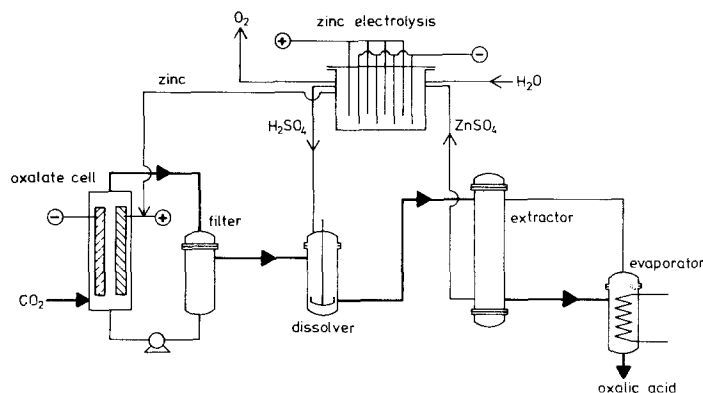 O₂
zinc electrolysis
⊕
⊖
zinc
H₂O
H₂SO₄
ZnSO₄
oxalate cell
⊖
⊕
filter
extractor
evaporator
CO₂
dissolver
oxalic acid